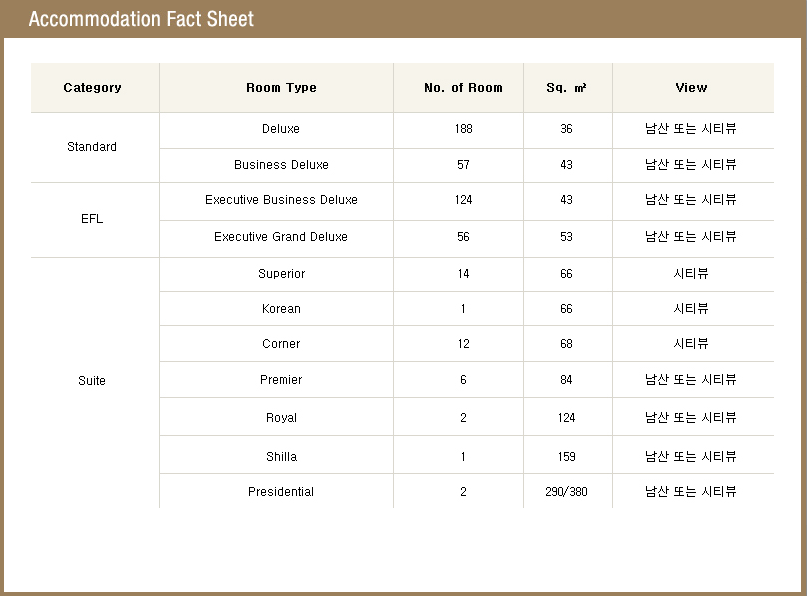 Accommodation Fact Sheet
Category Room Type No. of Room Sq. m² View
Standard Deluxe 188 36 남산 또는 시티뷰
Business Deluxe 57 43 남산 또는 시티뷰
EFL Executive Business Deluxe 124 43 남산 또는 시티뷰
Executive Grand Deluxe 56 53 남산 또는 시티뷰
Suite Superior 14 66 시티뷰
Korean 1 66 시티뷰
Corner 12 68 시티뷰
Premier 6 84 남산 또는 시티뷰
Royal 2 124 남산 또는 시티뷰
Shilla 1 159 남산 또는 시티뷰
Presidential 2 290/380 남산 또는 시티뷰